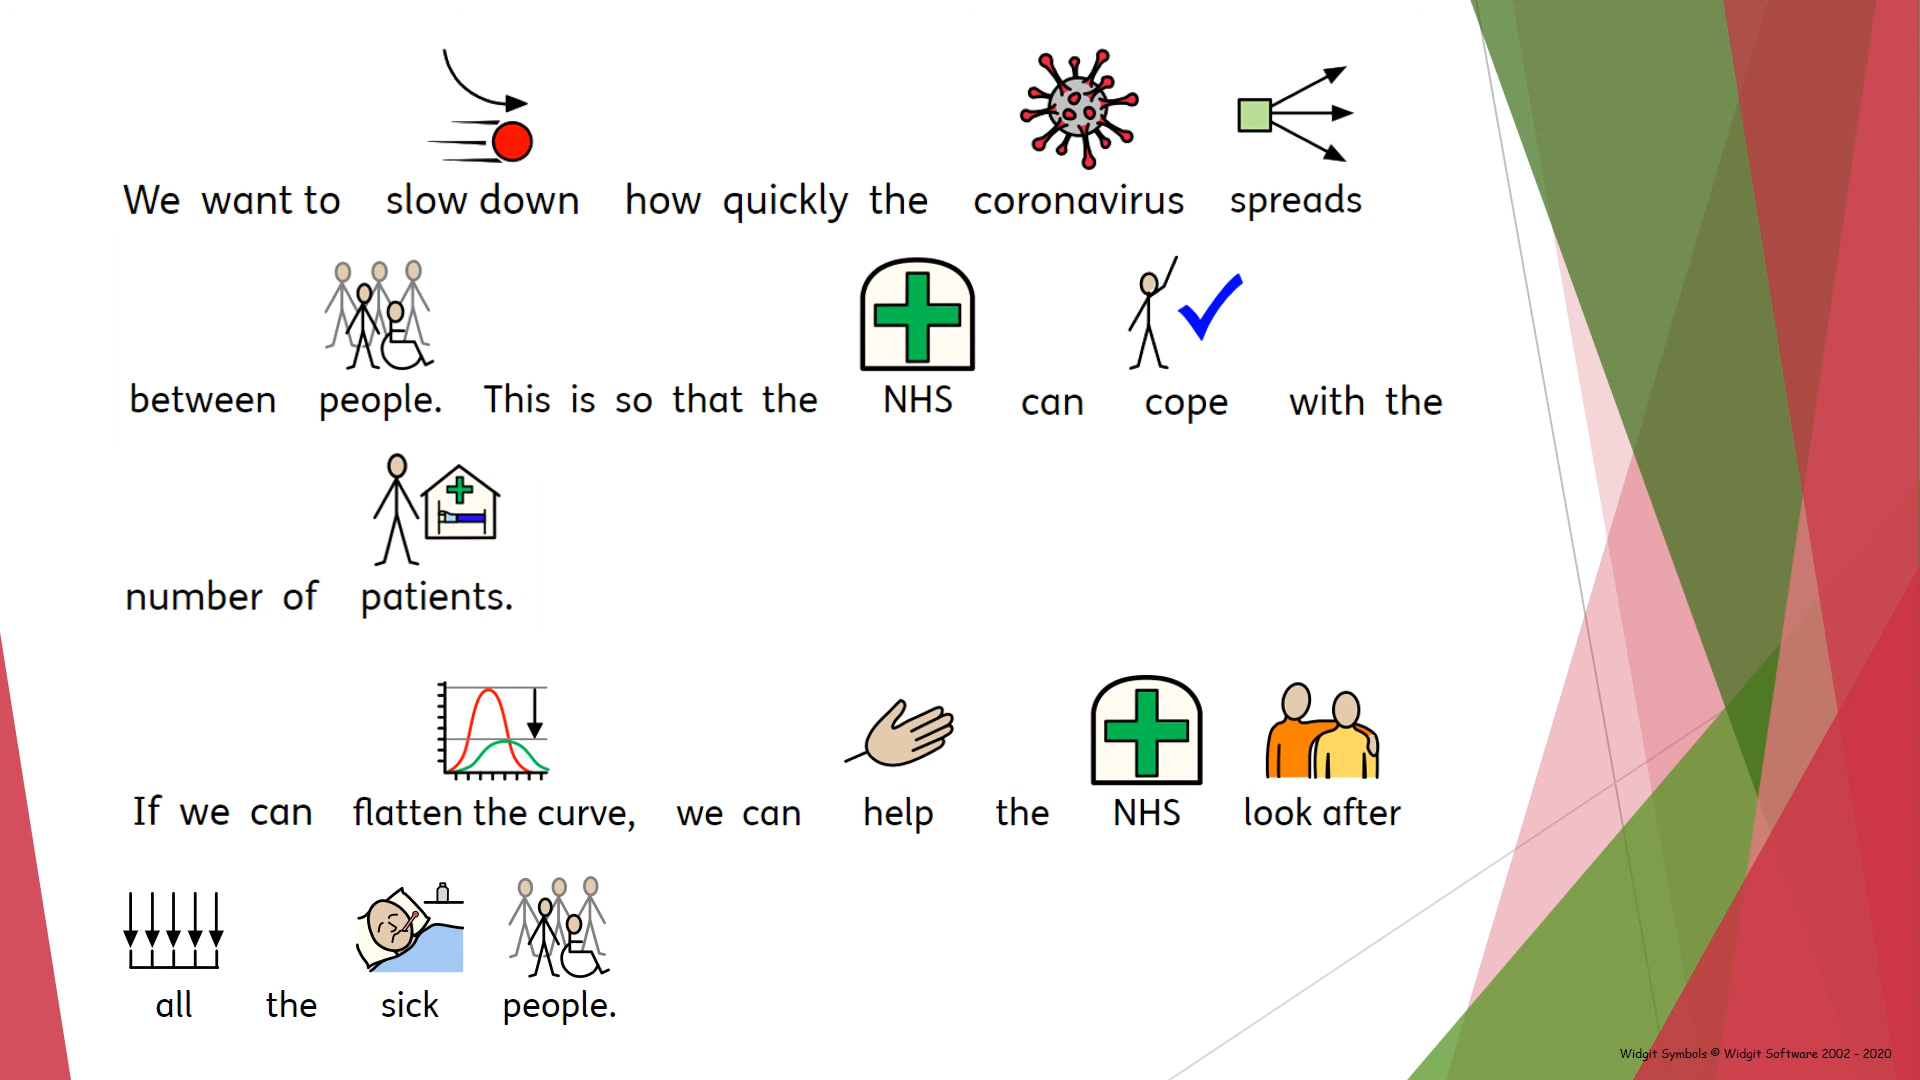 We want to slow down how quickly the coronavirus spreads
between people. This is so that the NHS can cope with the
number of patients.
If we can flatten the curve, we can help the NHS look after
all the sick people.
Widgit Symbols © Widgit Software 2002 - 2020